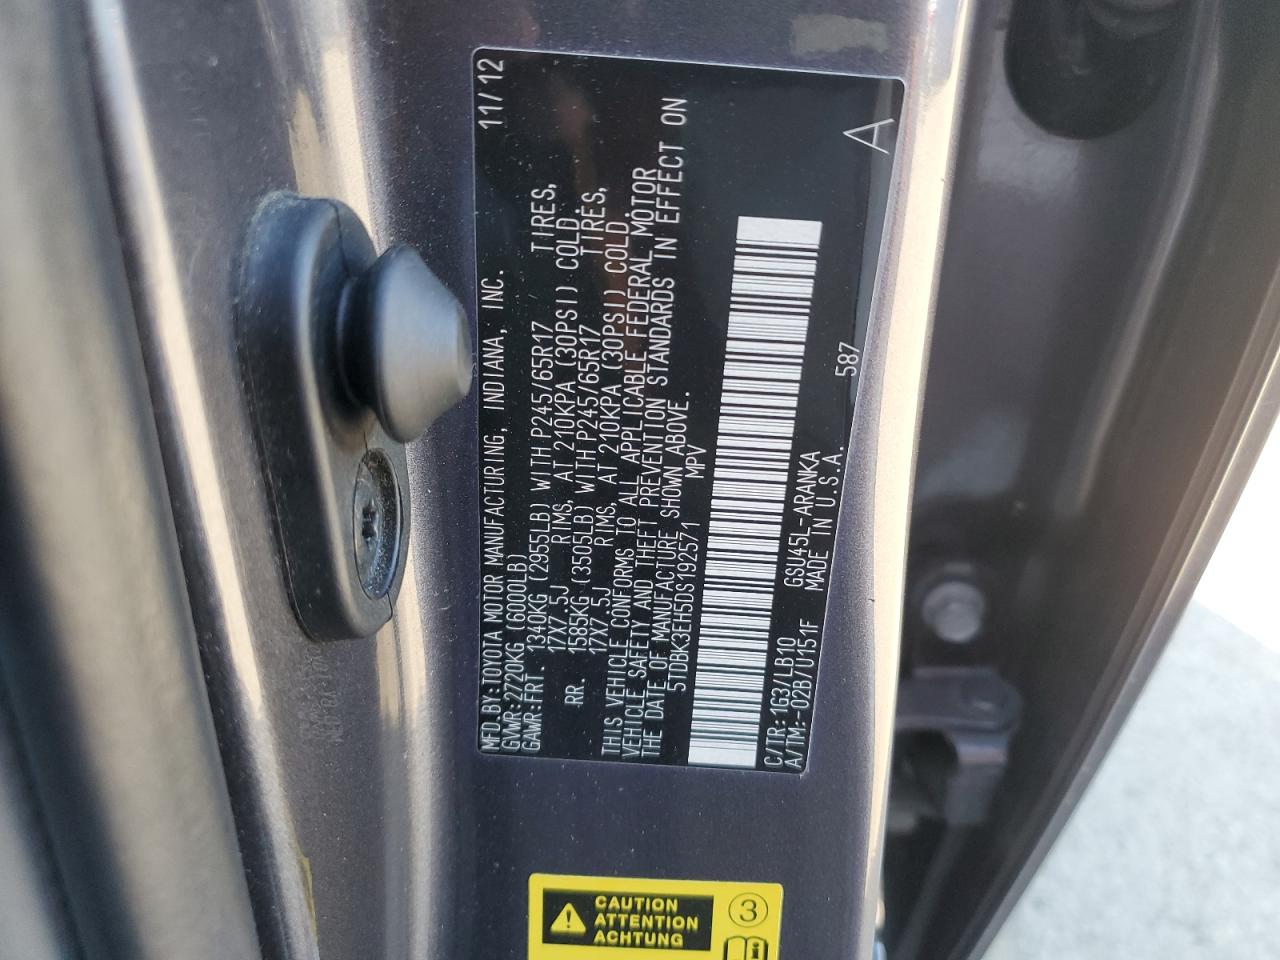 MFD.BY:TOYOTA MOTOR MANUFACTURING, INDIANA, INC. 11/12
GVWR:2720KG (6000LB)
GAWR:FRT. 1340KG (2955LB) WITH P245/65R17 TIRES,
17X7.5J RIMS, AT 210KPA (30PSI) COLD.
RR. 1585KG (3505LB) WITH P245/65R17 TIRES,
17X7.5J RIMS, AT 210KPA (30PSI) COLD.
THIS VEHICLE CONFORMS TO ALL APPLICABLE FEDERAL MOTOR
VEHICLE SAFETY AND THEFT PREVENTION STANDARDS IN EFFECT ON
THE DATE OF MANUFACTURE SHOWN ABOVE.
5TDBK3EH5DS192571 MPV
C/TR:1G3/LB10 GSU45L-ARANKA 587
A/TM:-02B/U151F MADE IN U.S.A.
A
CAUTION
ATTENTION
ACHTUNG
3